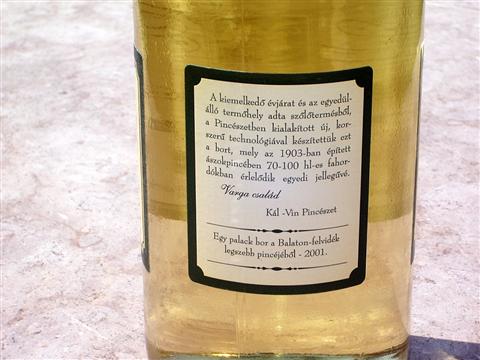 A kiemelkedő évjárat és az egyedül-
álló termőhely adta szőlőtermésből,
a Pincészetben kialakított új, kor-
szerű technológiával készítettük ezt
a bort, mely az 1903-ban épített
ászokpincében 70-100 hl-es fahor-
dókban érlelődik egyedi jellegűvé.
Varga család
Kál -Vin Pincészet
Egy palack bor a Balaton-felvidék
legszebb pincéjéből - 2001.